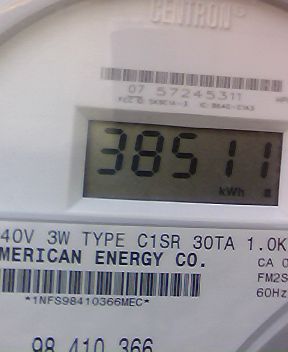 CENTRON®
07 57245311
38511
kWh
40V 3W TYPE C1SR 30TA 1.0K
MERICAN ENERGY CO.
CA 0
FM2S
60Hz
*1NFS98410366MEC*
98 410 366